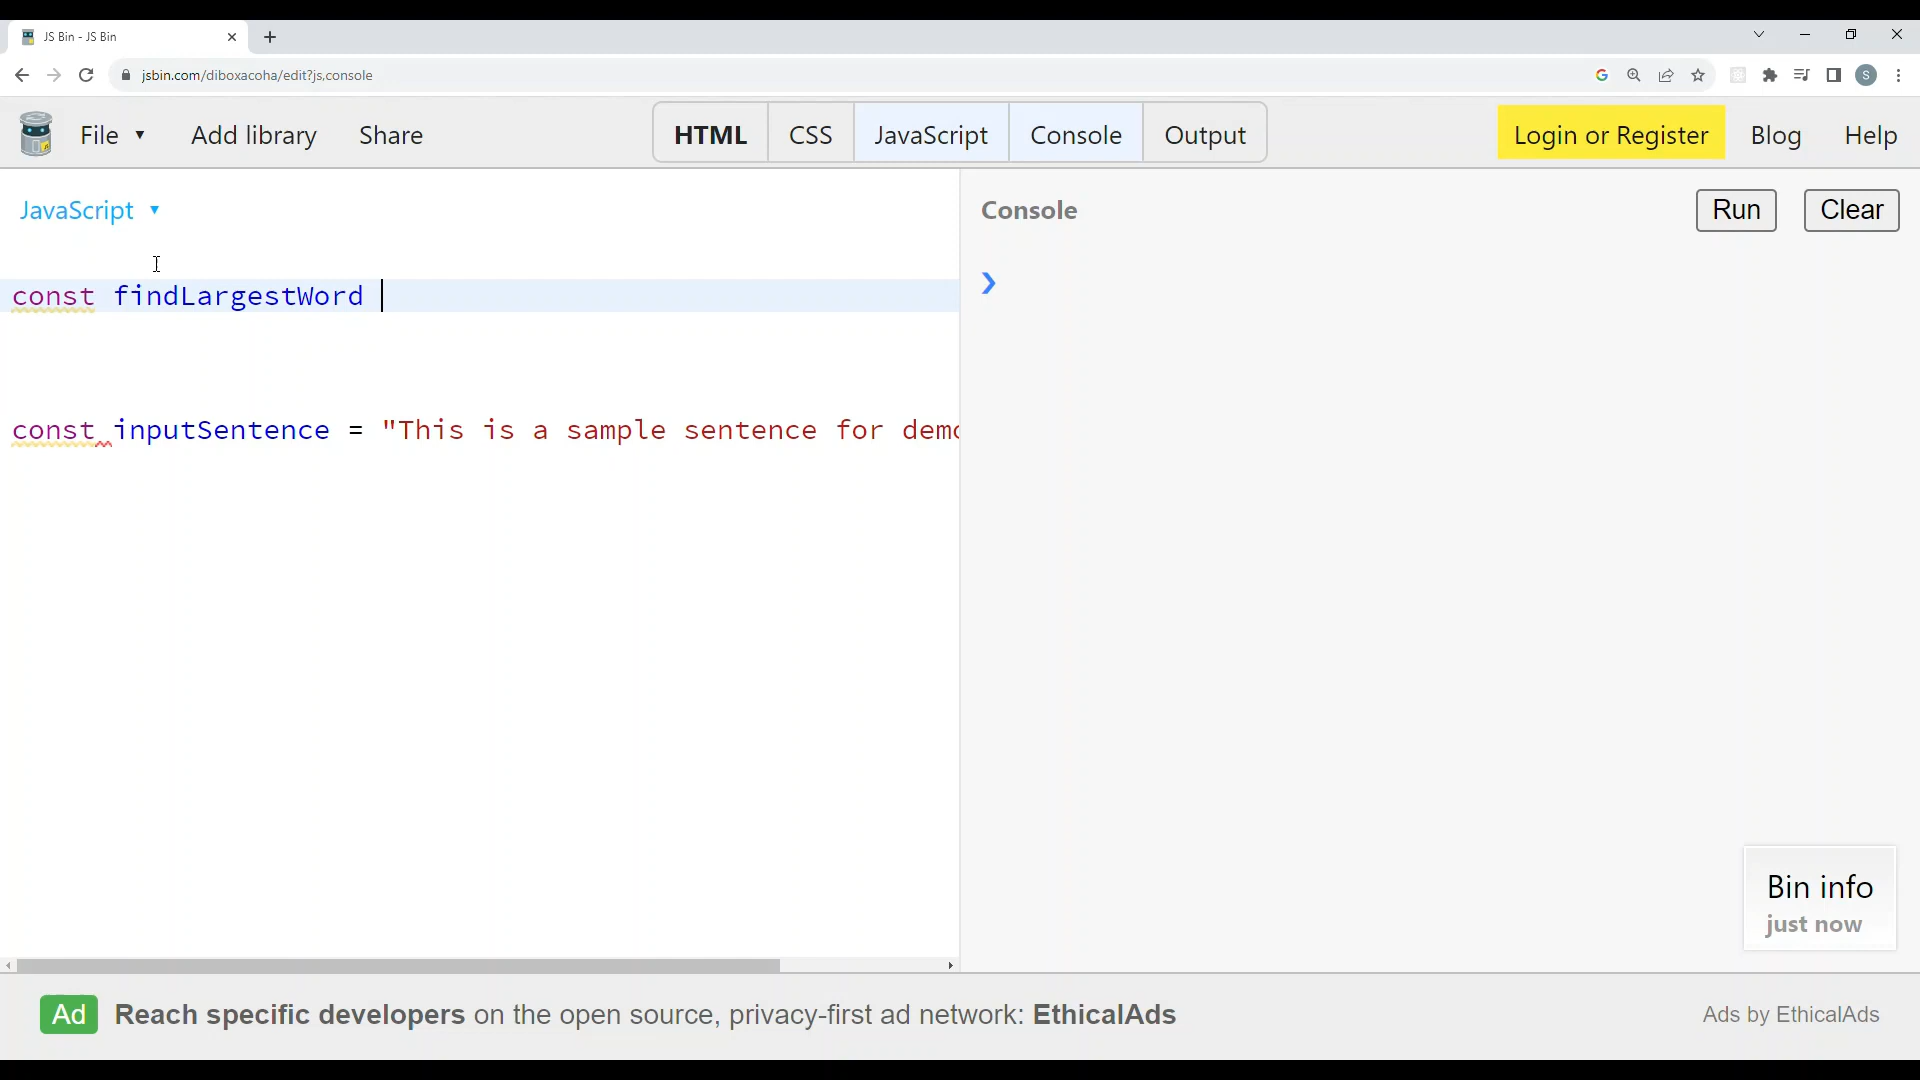 JS Bin - JS Bin
jsbin.com/diboxacoha/edit?js,console
S
File Add library Share HTML CSS JavaScript Console Output Login or Register Blog Help
JavaScript
Console Run Clear
const findLargestWord
const inputSentence = "This is a sample sentence for
Bin info
just now
Ad Reach specific developers on the open source, privacy-first ad network: EthicalAds
Ads by EthicalAds